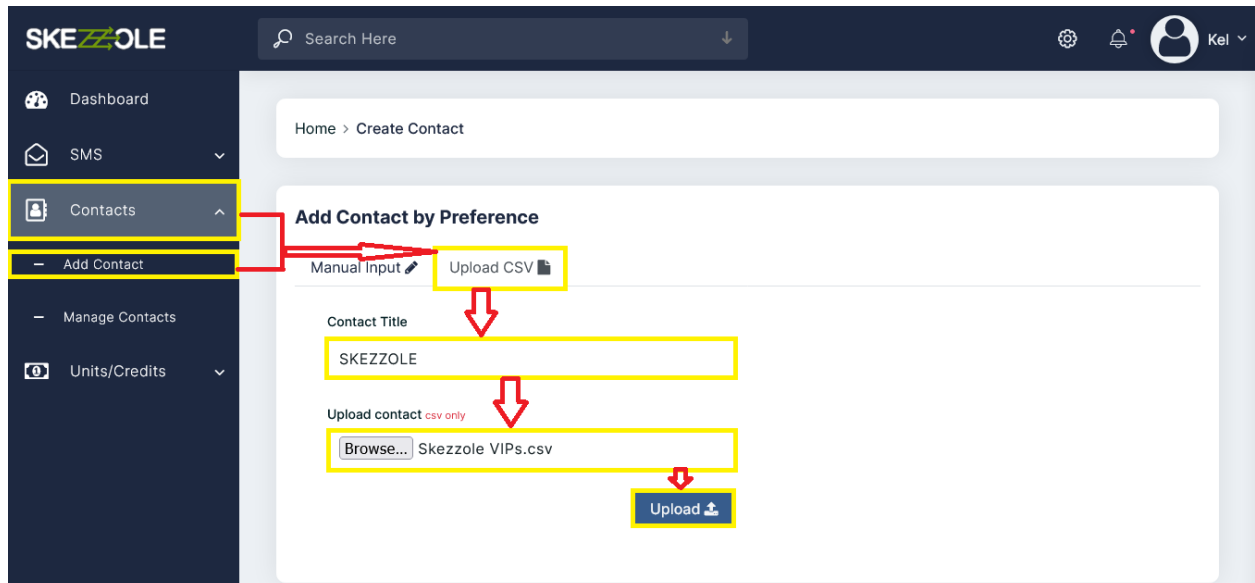 SKEZZOLE
Search Here
Kel
Dashboard
SMS
Contacts
Add Contact
Manage Contacts
Units/Credits
Home > Create Contact
Add Contact by Preference
Manual Input Upload CSV
Contact Title
SKEZZOLE
Upload contact csv only
Browse... Skezzole VIPs.csv
Upload